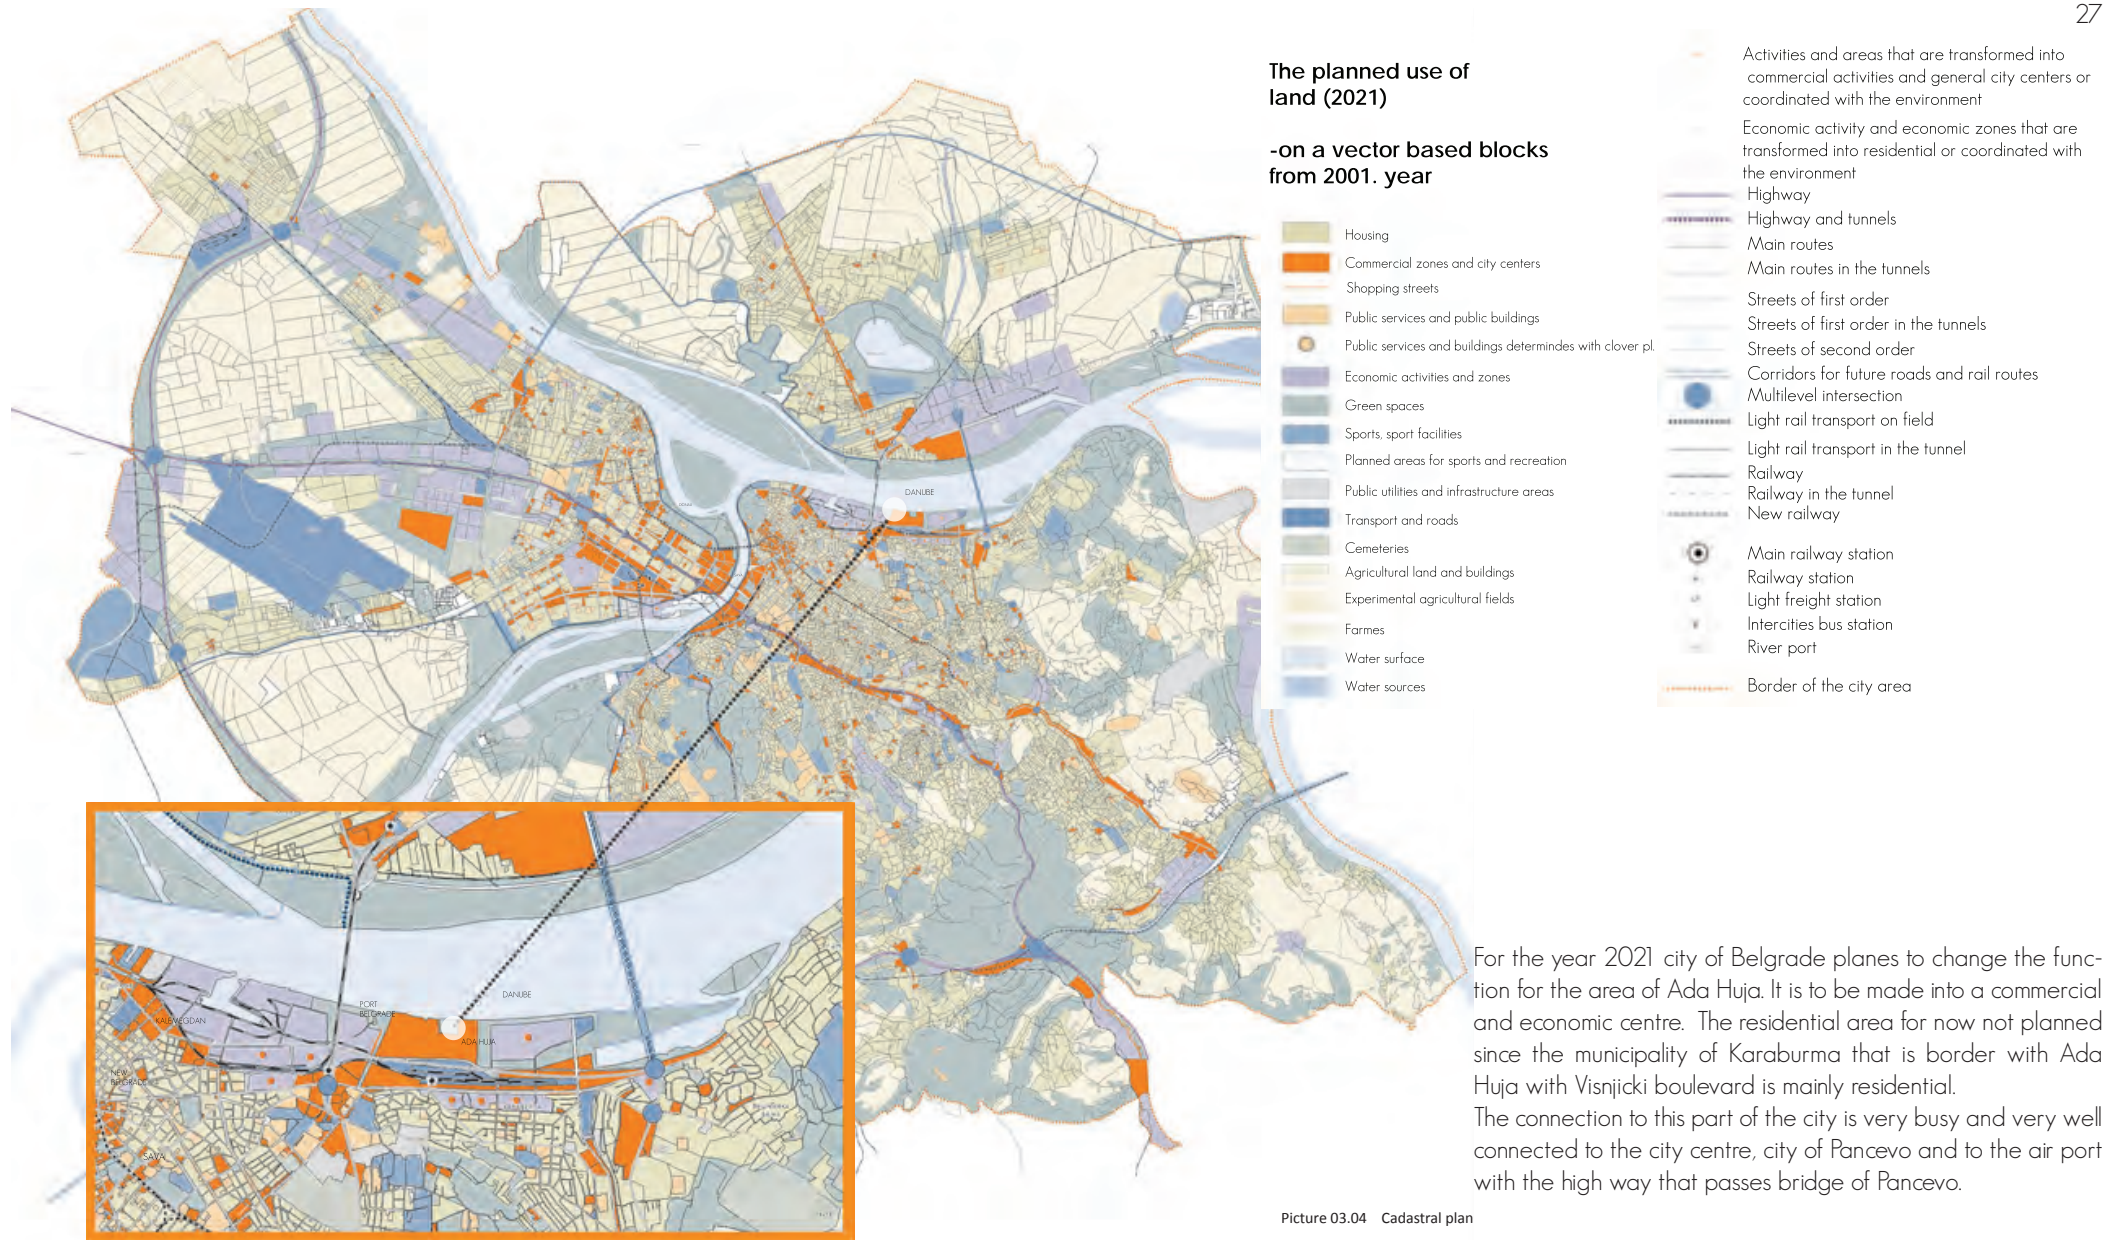 27
The planned use of
land (2021)
-on a vector based blocks
from 2001. year
Housing
Commercial zones and city centers
Shopping streets
Public services and public buildings
Public services and buildings determindes with clover pl.
Economic activities and zones
Green spaces
Sports, sport facilities
Planned areas for sports and recreation
Public utilities and infrastructure areas
Transport and roads
Cemeteries
Agricultural land and buildings
Experimental agricultural fields
Farmes
Water surface
Water sources
Activities and areas that are transformed into
commercial activities and general city centers or
coordinated with the environment
Economic activity and economic zones that are
transformed into residential or coordinated with
the environment
Highway
Highway and tunnels
Main routes
Main routes in the tunnels
Streets of first order
Streets of first order in the tunnels
Streets of second order
Corridors for future roads and rail routes
Multilevel intersection
Light rail transport on field
Light rail transport in the tunnel
Railway
Railway in the tunnel
New railway
Main railway station
Railway station
Light freight station
Intercities bus station
River port
Border of the city area
DANUBE
DANUBE
PORT
BELGRADE
KALEMEGDAN
ADA HUJA
NEW
BELGRADE
SAVA
For the year 2021 city of Belgrade planes to change the func-
tion for the area of Ada Huja. It is to be made into a commercial
and economic centre. The residential area for now not planned
since the municipality of Karaburma that is border with Ada
Huja with Visnjicki boulevard is mainly residential.
The connection to this part of the city is very busy and very well
connected to the city centre, city of Pancevo and to the air port
with the high way that passes bridge of Pancevo.
Picture 03.04 Cadastral plan